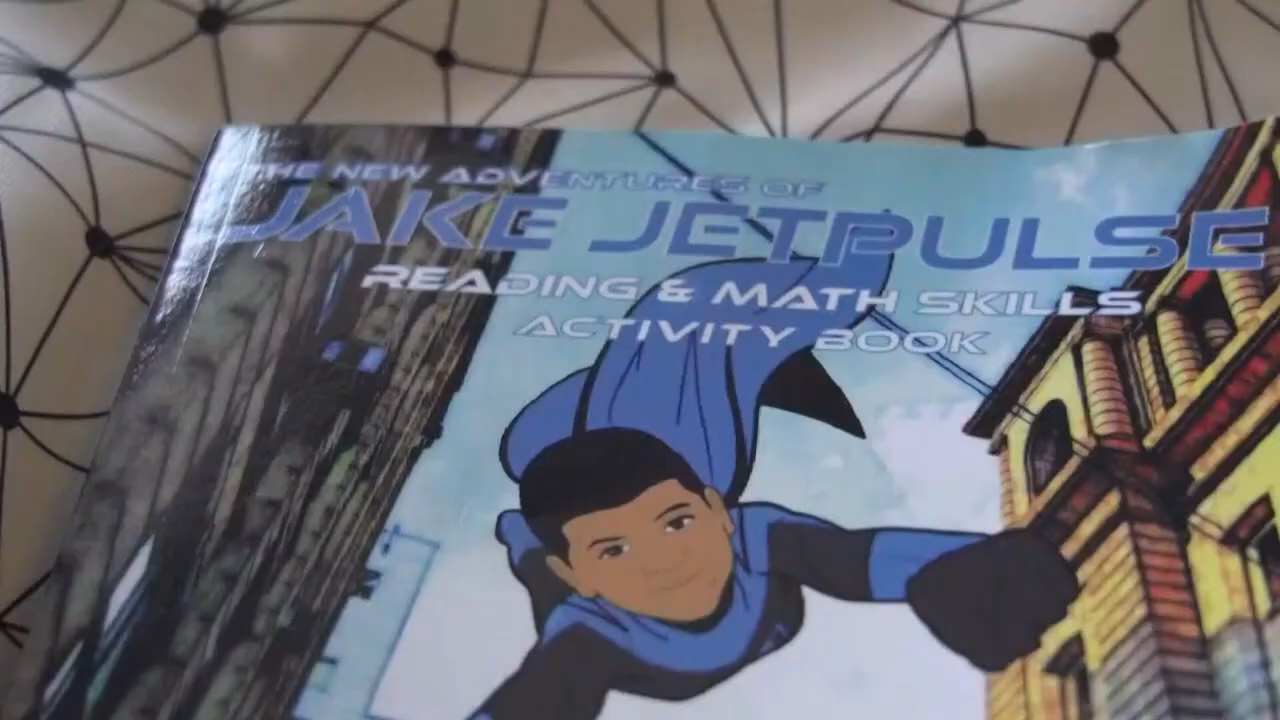 THE NEW ADVENTURES OF
JAKE JETPULSE
READING & MATH SKILLS
ACTIVITY BOOK